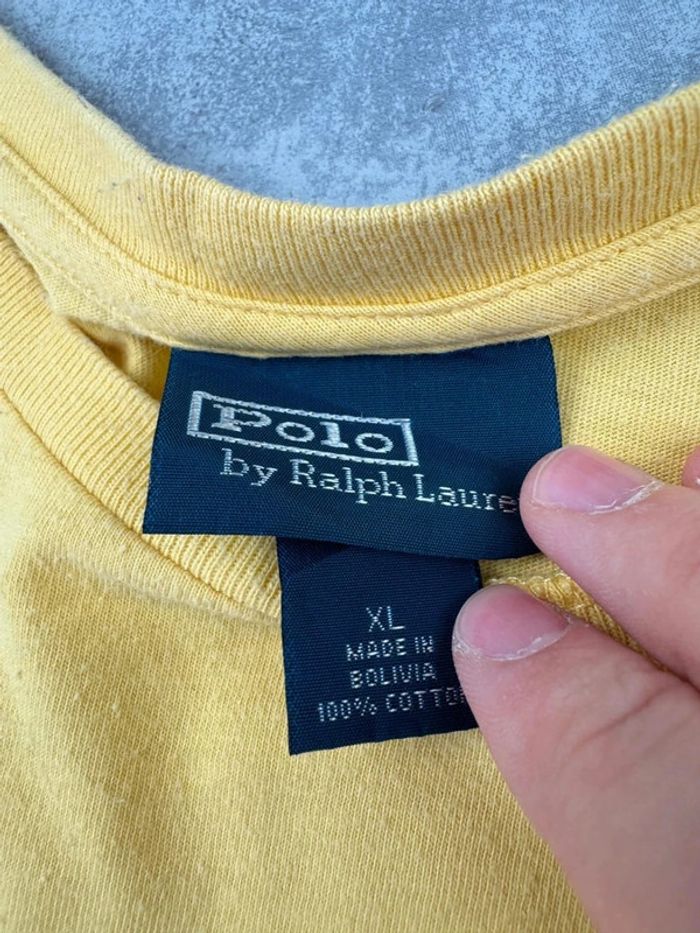 Polo
by Ralph Laure
XL
MADE IN
BOLIVIA
100% COTTO